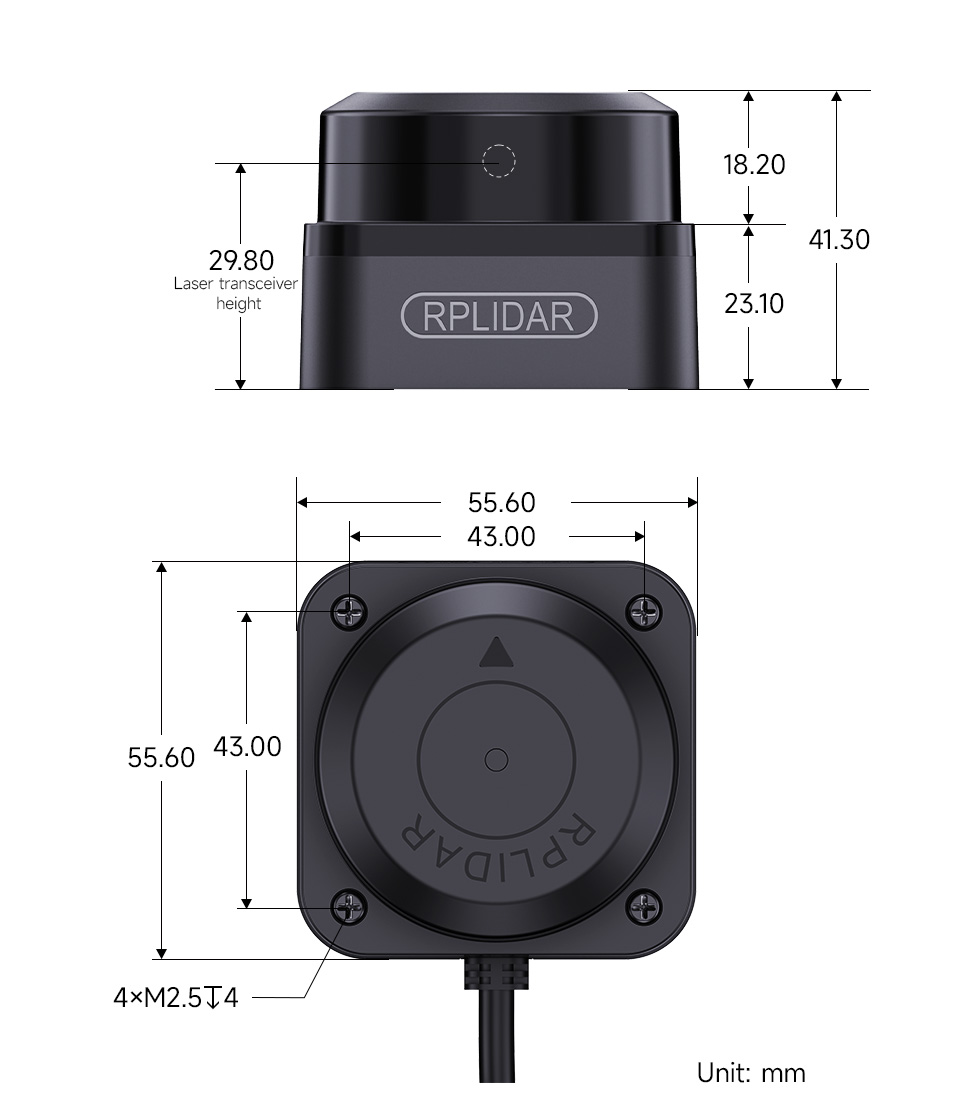 18.20
41.30
29.80
Laser transceiver
height
23.10
RPLIDAR
55.60
43.00
55.60
43.00
RPLIDAR
4×M2.5↧4
Unit: mm